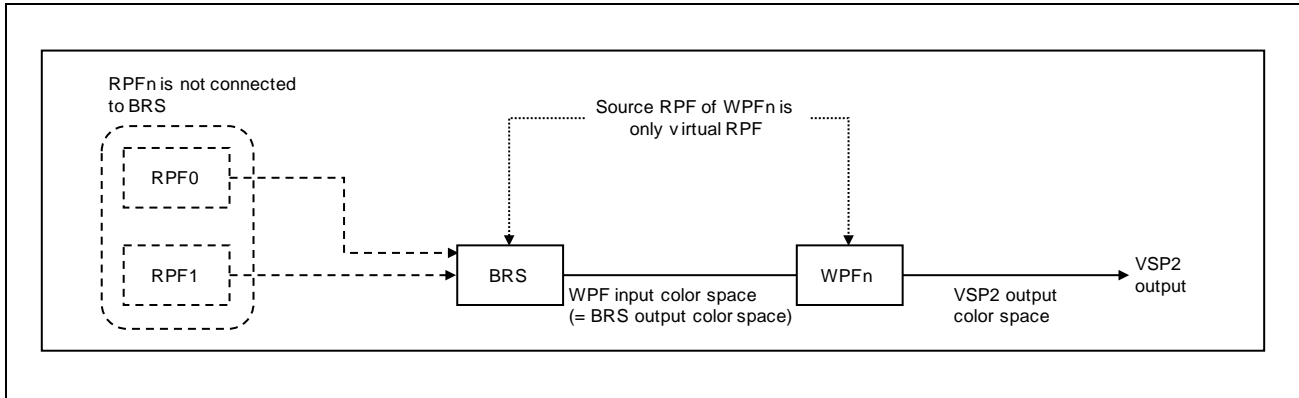 RPFn is not connected
to BRS
Source RPF of WPFn is
only virtual RPF
RPF0
RPF1
BRS
WPFn
VSP2
output
WPF input color space
(= BRS output color space)
VSP2 output
color space